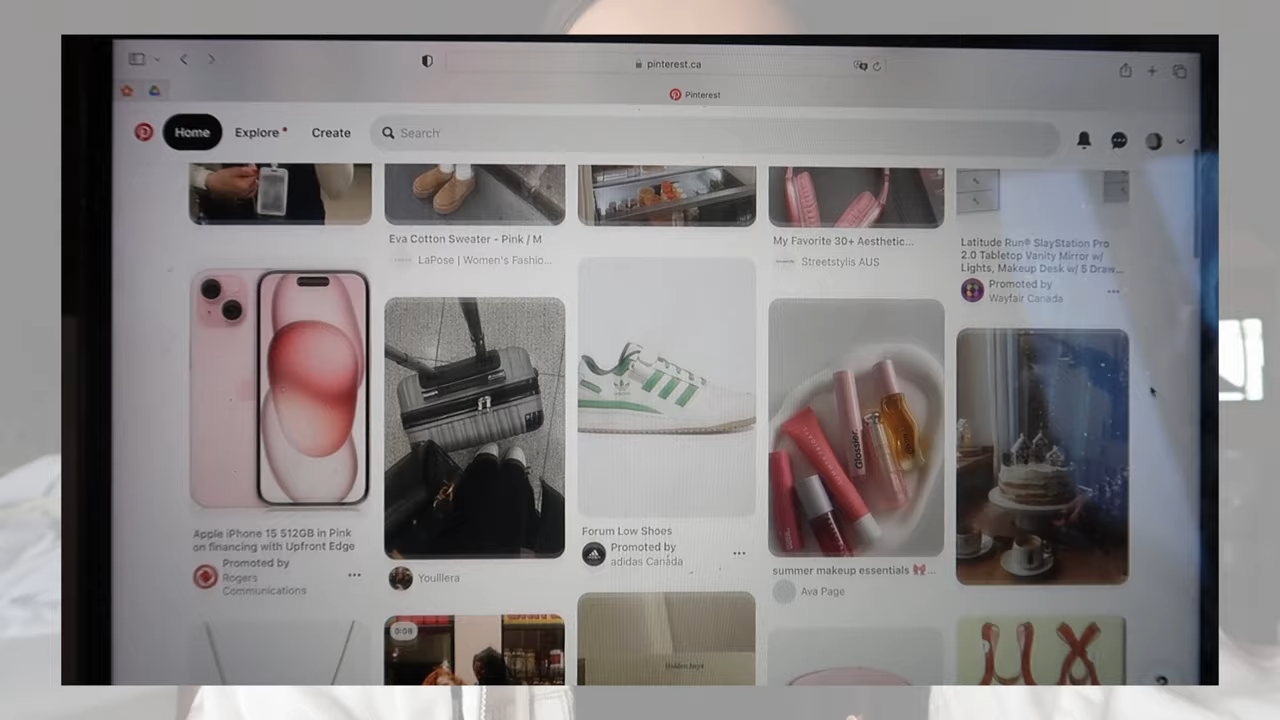 pinterest.ca
Pinterest
Home
Explore
Create
Search
Eva Cotton Sweater - Pink / M
LaPose | Women's Fashio...
My Favorite 30+ Aesthetic...
Streetstylis AUS
Latitude Run® SlayStation Pro
2.0 Tabletop Vanity Mirror w/
Lights, Makeup Desk w/ 5 Draw...
Promoted by
Wayfair Canada
Apple iPhone 15 512GB in Pink
on financing with Upfront Edge
Promoted by
Rogers
Communications
Youlllera
Forum Low Shoes
Promoted by
adidas Canada
Glossier.
summer makeup essentials 🎀...
Ava Page
0:08